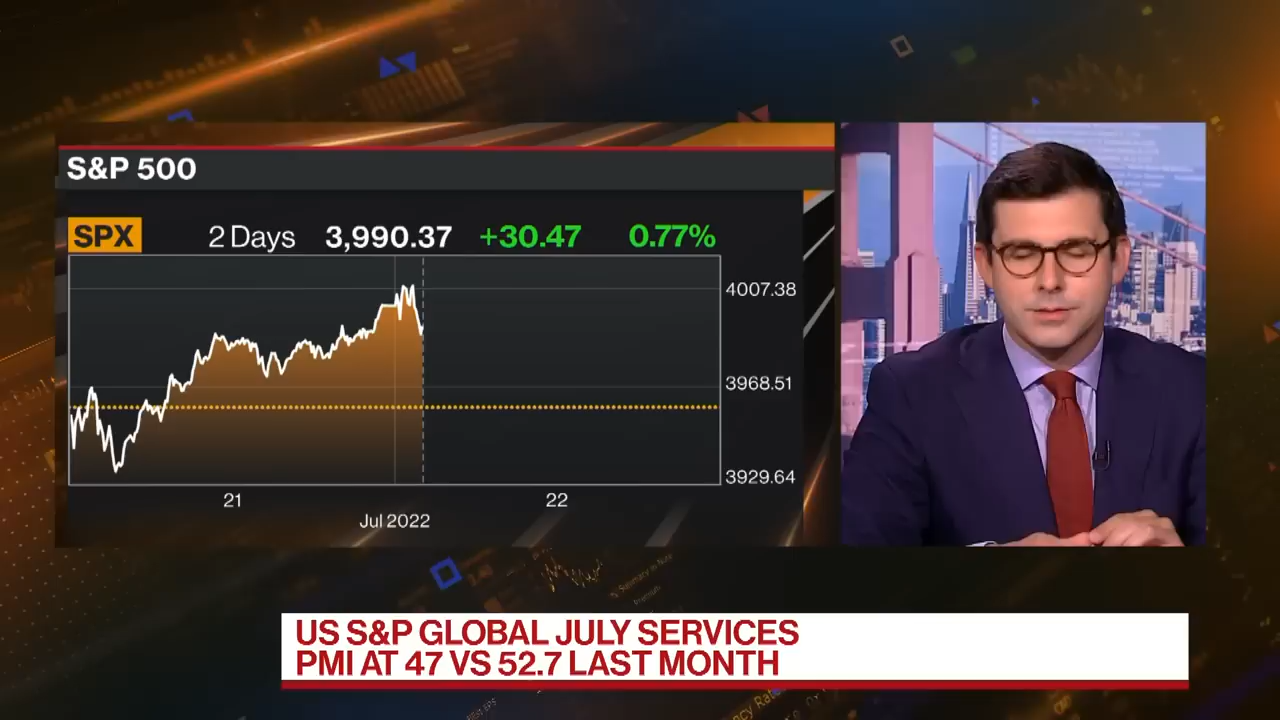 S&P 500
SPX 2 Days 3,990.37 +30.47 0.77%
4007.38
3968.51
3929.64
21 22
Jul 2022
US S&P GLOBAL JULY SERVICES
PMI AT 47 VS 52.7 LAST MONTH